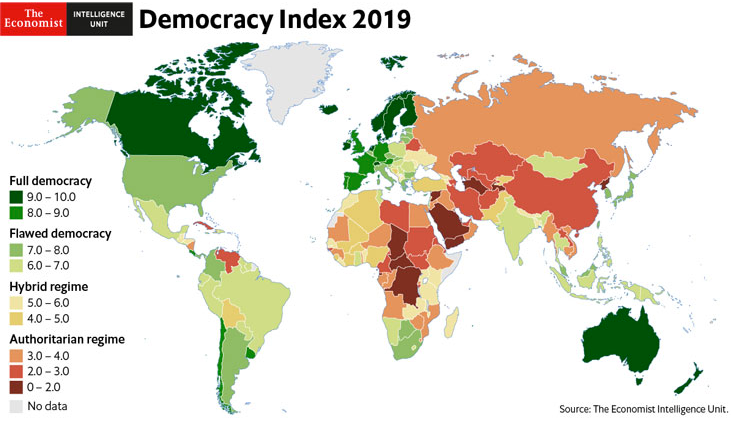 The Economist
INTELLIGENCE UNIT
Democracy Index 2019
Full democracy
9.0 – 10.0
8.0 – 9.0
Flawed democracy
7.0 – 8.0
6.0 – 7.0
Hybrid regime
5.0 – 6.0
4.0 – 5.0
Authoritarian regime
3.0 – 4.0
2.0 – 3.0
0 – 2.0
No data
Source: The Economist Intelligence Unit.